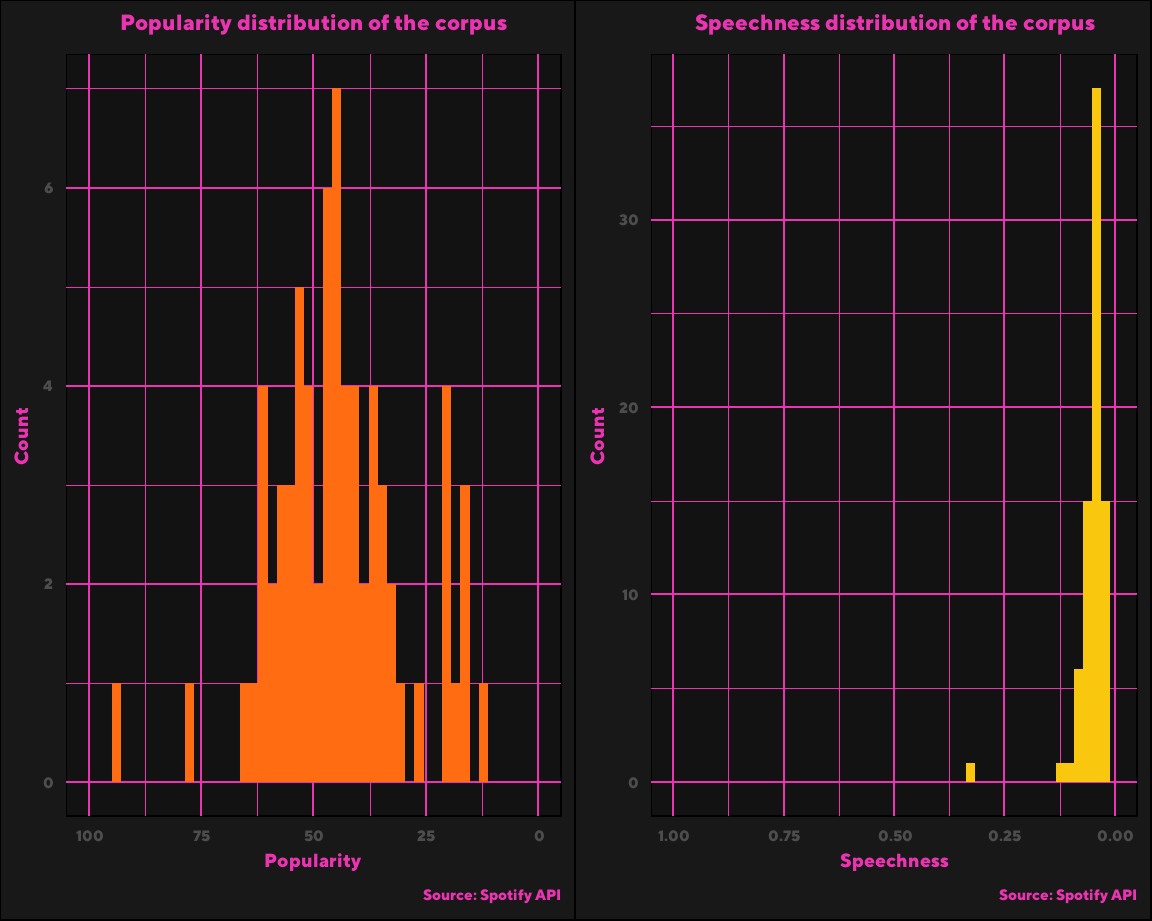 Popularity distribution of the corpus
6
4
2
0
Count
100 75 50 25 0
Popularity
Source: Spotify API
Speechness distribution of the corpus
30
20
10
0
Count
1.00 0.75 0.50 0.25 0.00
Speechness
Source: Spotify API